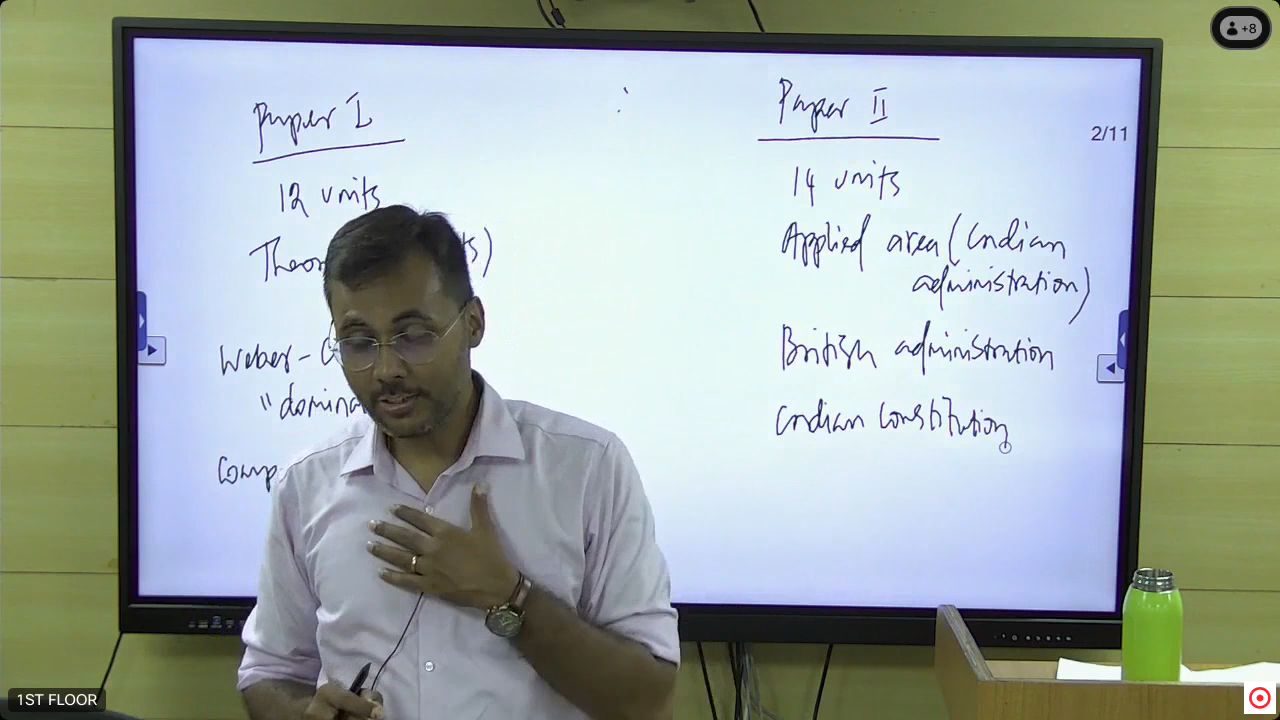 Paper I
12 units
Weber -
"domina
Comp
Paper II
14 units
Applied area (Indian
administration)
British administration
Indian Constitution
2/11
+8
1ST FLOOR